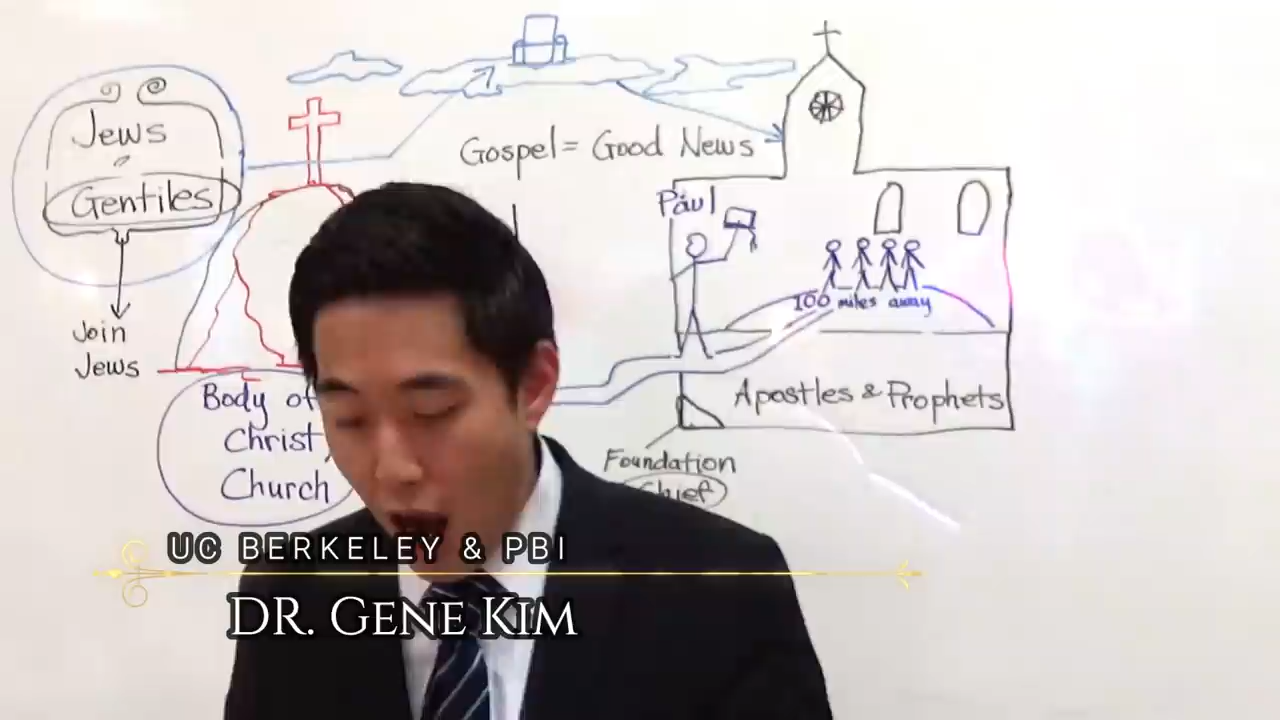 Jews
Gentiles
Join
Jews
Body of
Christ,
Church
Gospel = Good News
Paul
100 miles away
Apostles & Prophets
Foundation
Chief
UC BERKELEY & PBI
DR. GENE KIM